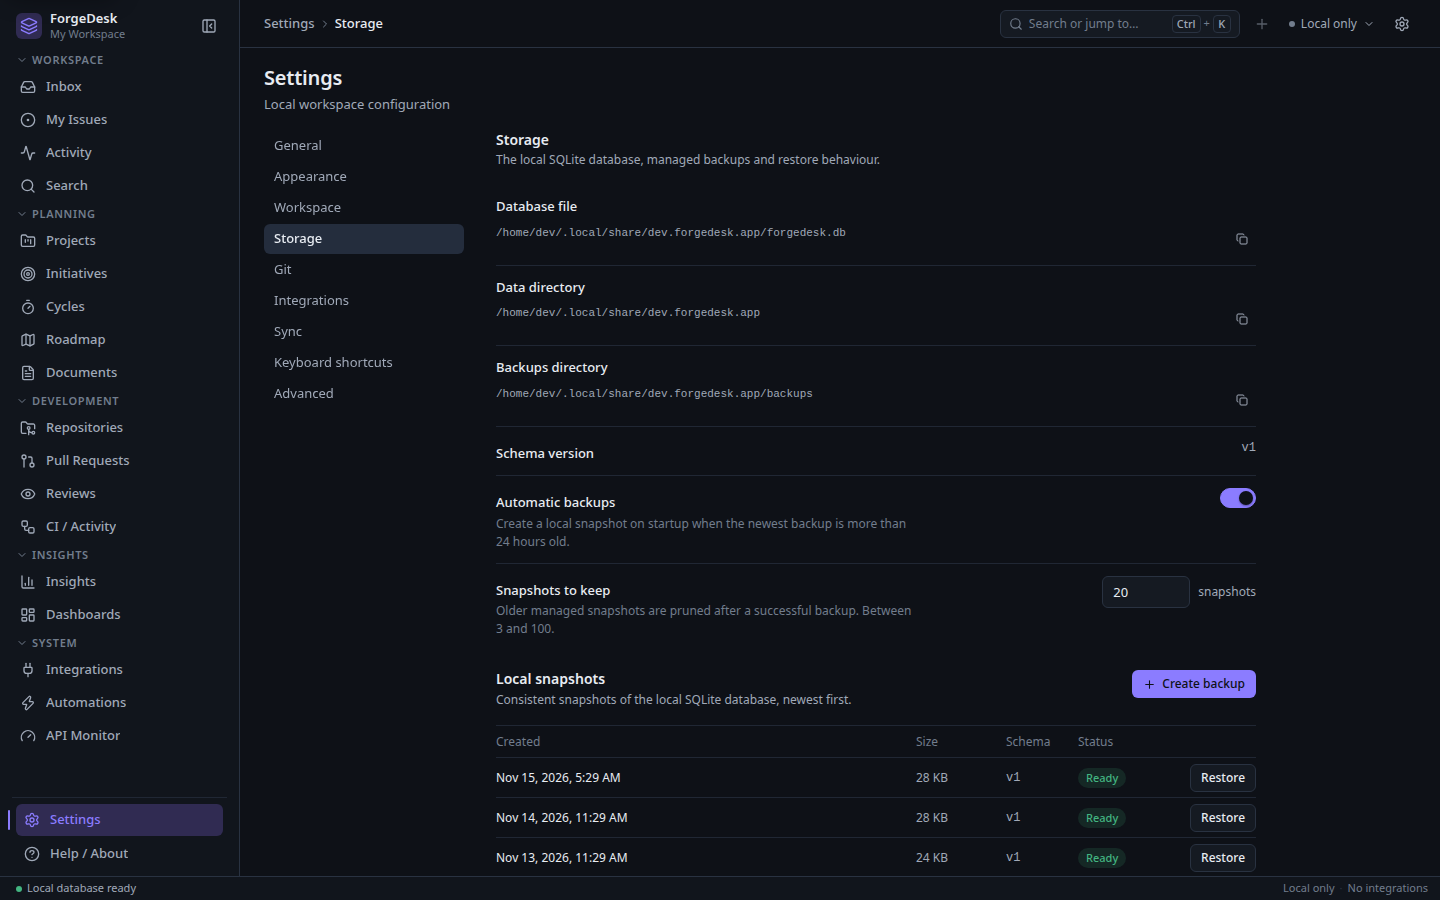 ForgeDesk
My Workspace
WORKSPACE
Inbox
My Issues
Activity
Search
PLANNING
Projects
Initiatives
Cycles
Roadmap
Documents
DEVELOPMENT
Repositories
Pull Requests
Reviews
CI / Activity
INSIGHTS
Insights
Dashboards
SYSTEM
Integrations
Automations
API Monitor
Settings
Help / About
Settings › Storage
Search or jump to... Ctrl + K
Local only
Settings
Local workspace configuration
General
Appearance
Workspace
Storage
Git
Integrations
Sync
Keyboard shortcuts
Advanced
Storage
The local SQLite database, managed backups and restore behaviour.
Database file
/home/dev/.local/share/dev.forgedesk.app/forgedesk.db
Data directory
/home/dev/.local/share/dev.forgedesk.app
Backups directory
/home/dev/.local/share/dev.forgedesk.app/backups
Schema version v1
Automatic backups
Create a local snapshot on startup when the newest backup is more than
24 hours old.
Snapshots to keep 20 snapshots
Older managed snapshots are pruned after a successful backup. Between
3 and 100.
Local snapshots
Consistent snapshots of the local SQLite database, newest first.
+ Create backup
Created Size Schema Status
Nov 15, 2026, 5:29 AM 28 KB v1 Ready Restore
Nov 14, 2026, 11:29 AM 28 KB v1 Ready Restore
Nov 13, 2026, 11:29 AM 24 KB v1 Ready Restore
Local database ready
Local only · No integrations